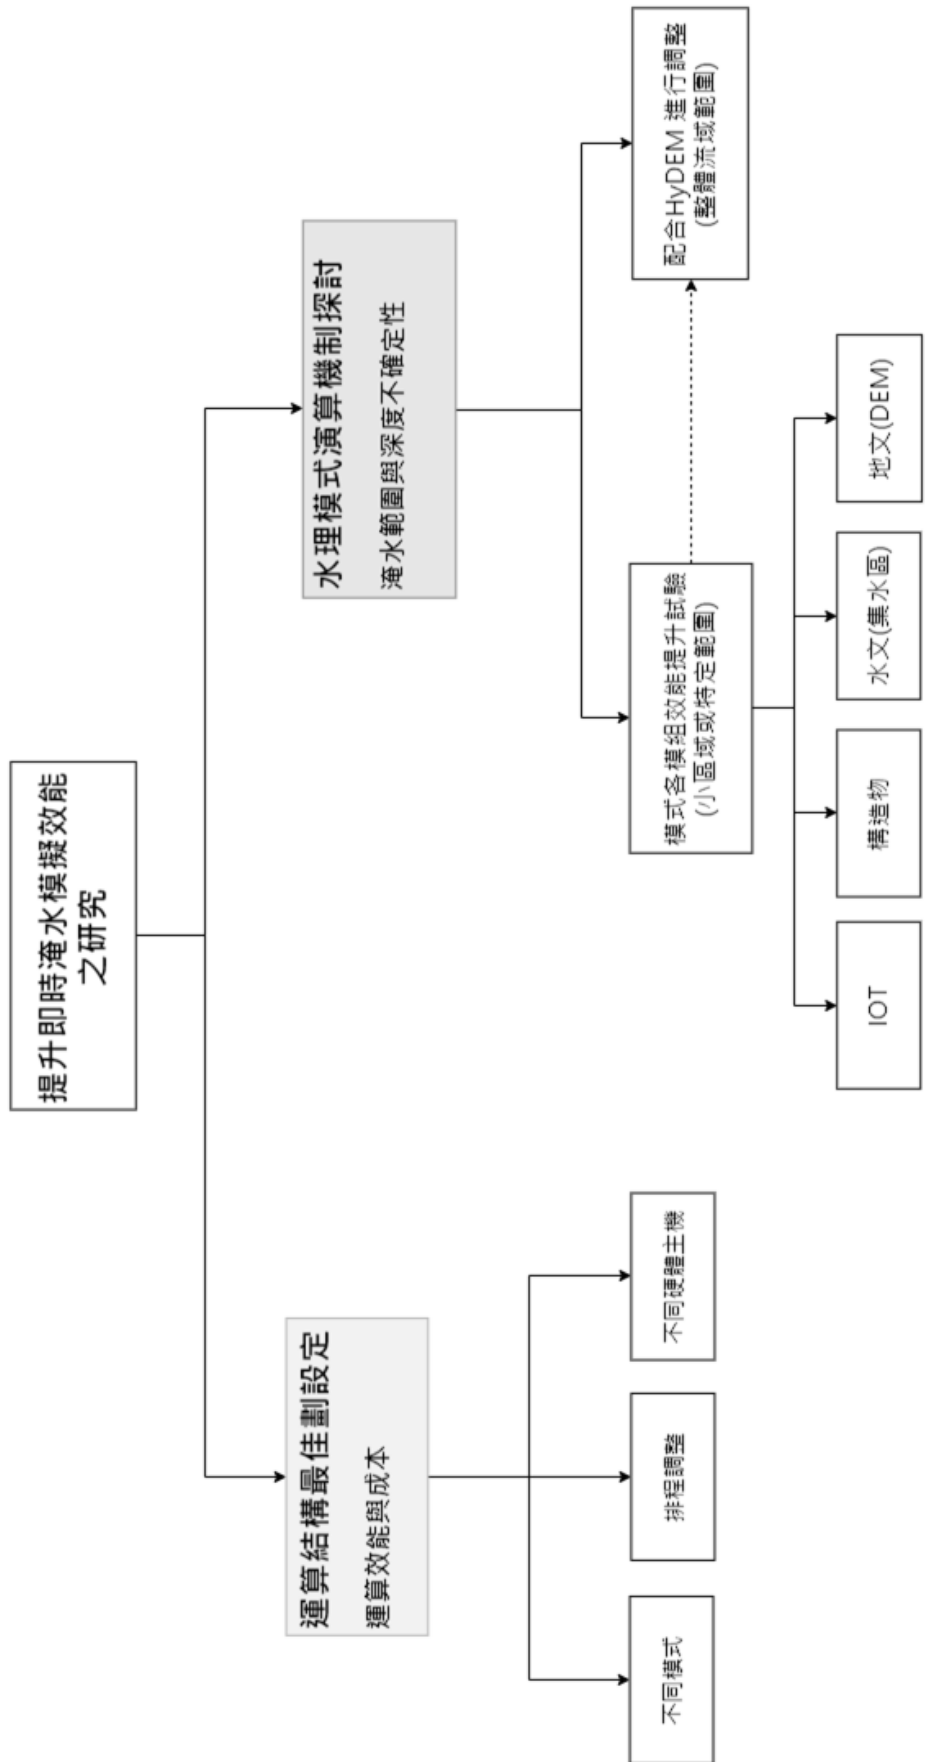 提升即時淹水模擬效能
之研究
運算結構最佳劃設定
運算效能與成本
水理模式演算機制探討
淹水範圍與深度不確定性
不同模式
排程調整
不同硬體主機
模式各模組效能提升試驗
(小區域或特定範圍)
配合HyDEM 進行調整
(整體流域範圍)
IOT
構造物
水文(集水區)
地文(DEM)